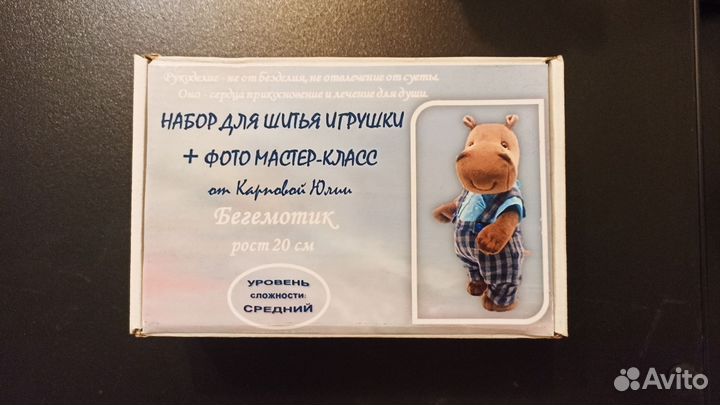 Рукоделие - не от безделия, не отвлечение от суеты.
Оно - сердца прикосновение и лечение для души.
НАБОР ДЛЯ ШИТЬЯ ИГРУШКИ
+ ФОТО МАСТЕР-КЛАСС
от Карповой Юлии
Бегемотик
рост 20 см
УРОВЕНЬ
СЛОЖНОСТИ:
СРЕДНИЙ
Avito